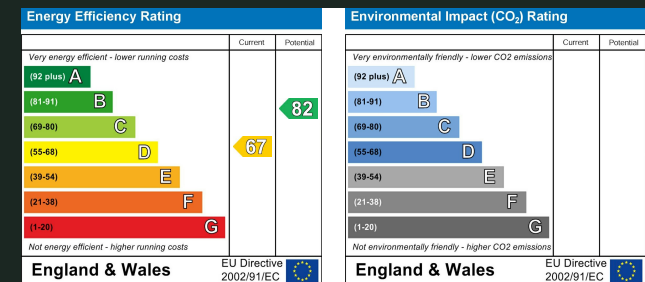 Energy Efficiency Rating
Current Potential
Very energy efficient - lower running costs
(92 plus) A
(81-91) B
82
(69-80) C
(55-68) D
67
(39-54) E
(21-38) F
(1-20) G
Not energy efficient - higher running costs
England & Wales
EU Directive
2002/91/EC
Environmental Impact (CO₂) Rating
Current Potential
Very environmentally friendly - lower CO2 emissions
(92 plus) A
(81-91) B
(69-80) C
(55-68) D
(39-54) E
(21-38) F
(1-20) G
Not environmentally friendly - higher CO2 emissions
England & Wales
EU Directive
2002/91/EC